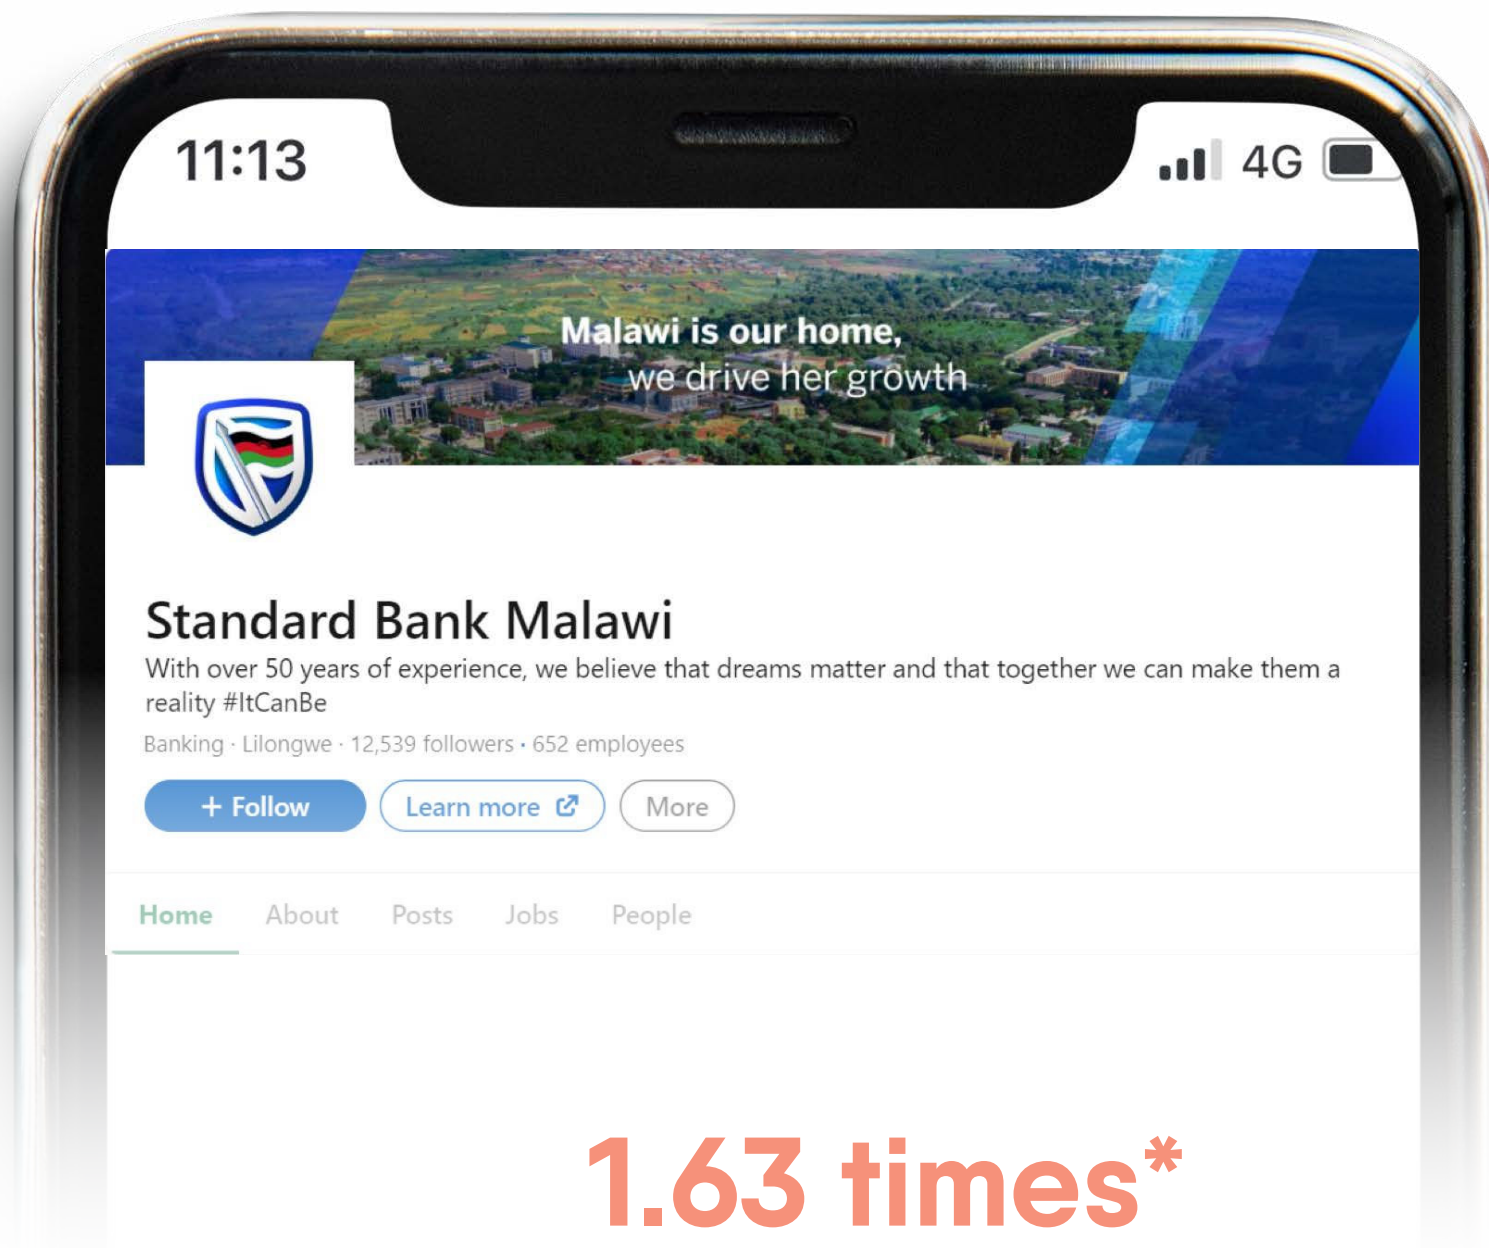 11:13
4G
Malawi is our home,
we drive her growth
Standard Bank Malawi
With over 50 years of experience, we believe that dreams matter and that together we can make them a
reality #ItCanBe
Banking · Lilongwe · 12,539 followers · 652 employees
+ Follow
Learn more
More
Home
About
Posts
Jobs
People
1.63 times*